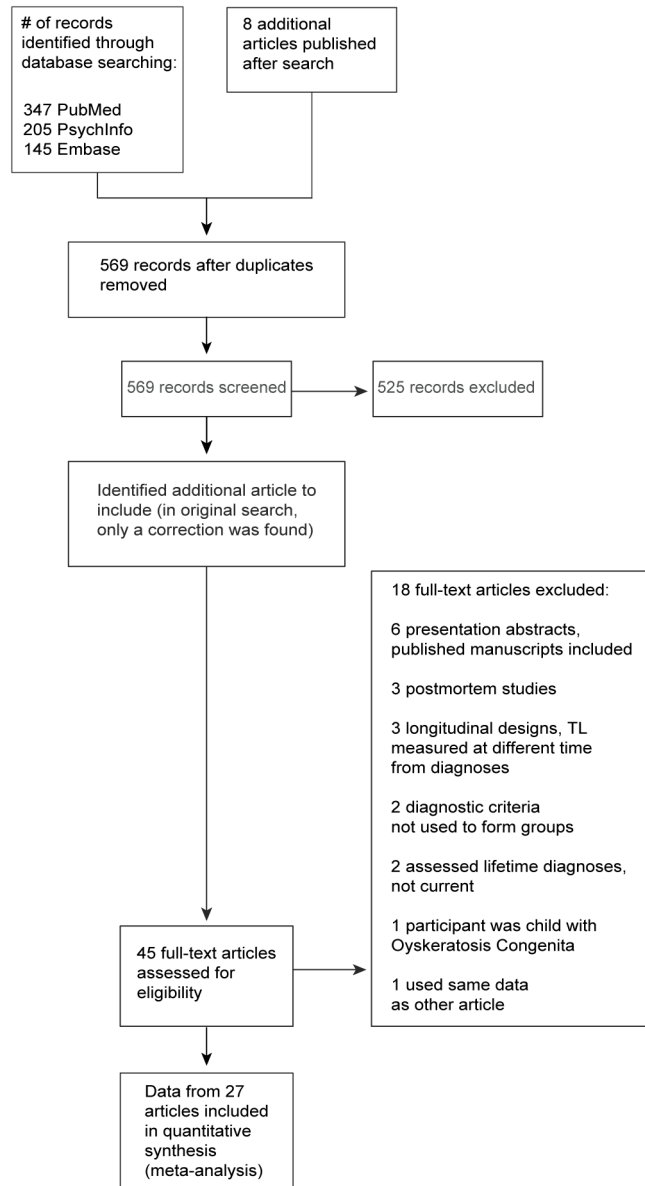 # of records
identified through
database searching:
347 PubMed
205 PsychInfo
145 Embase
8 additional
articles published
after search
569 records after duplicates
removed
569 records screened
525 records excluded
Identified additional article to
include (in original search,
only a correction was found)
18 full-text articles excluded:
6 presentation abstracts,
published manuscripts included
3 postmortem studies
3 longitudinal designs, TL
measured at different time
from diagnoses
2 diagnostic criteria
not used to form groups
2 assessed lifetime diagnoses,
not current
1 participant was child with
Oyskeratosis Congenita
1 used same data
as other article
45 full-text articles
assessed for
eligibility
Data from 27
articles included
in quantitative
synthesis
(meta-analysis)